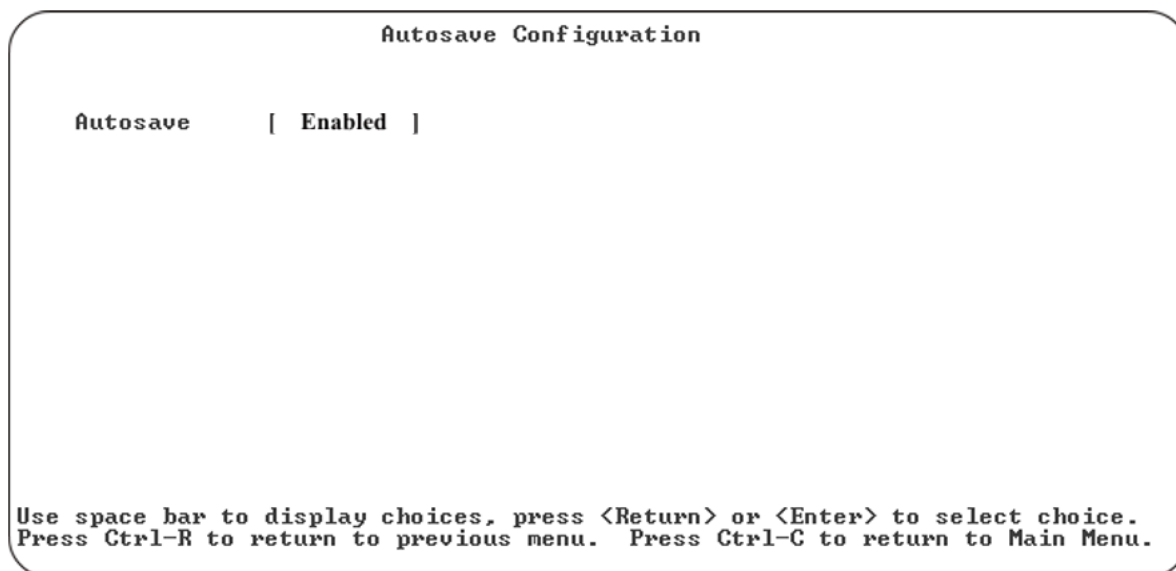 Autosave Configuration
Autosave [ Enabled ]
Use space bar to display choices, press <Return> or <Enter> to select choice.
Press Ctrl-R to return to previous menu. Press Ctrl-C to return to Main Menu.